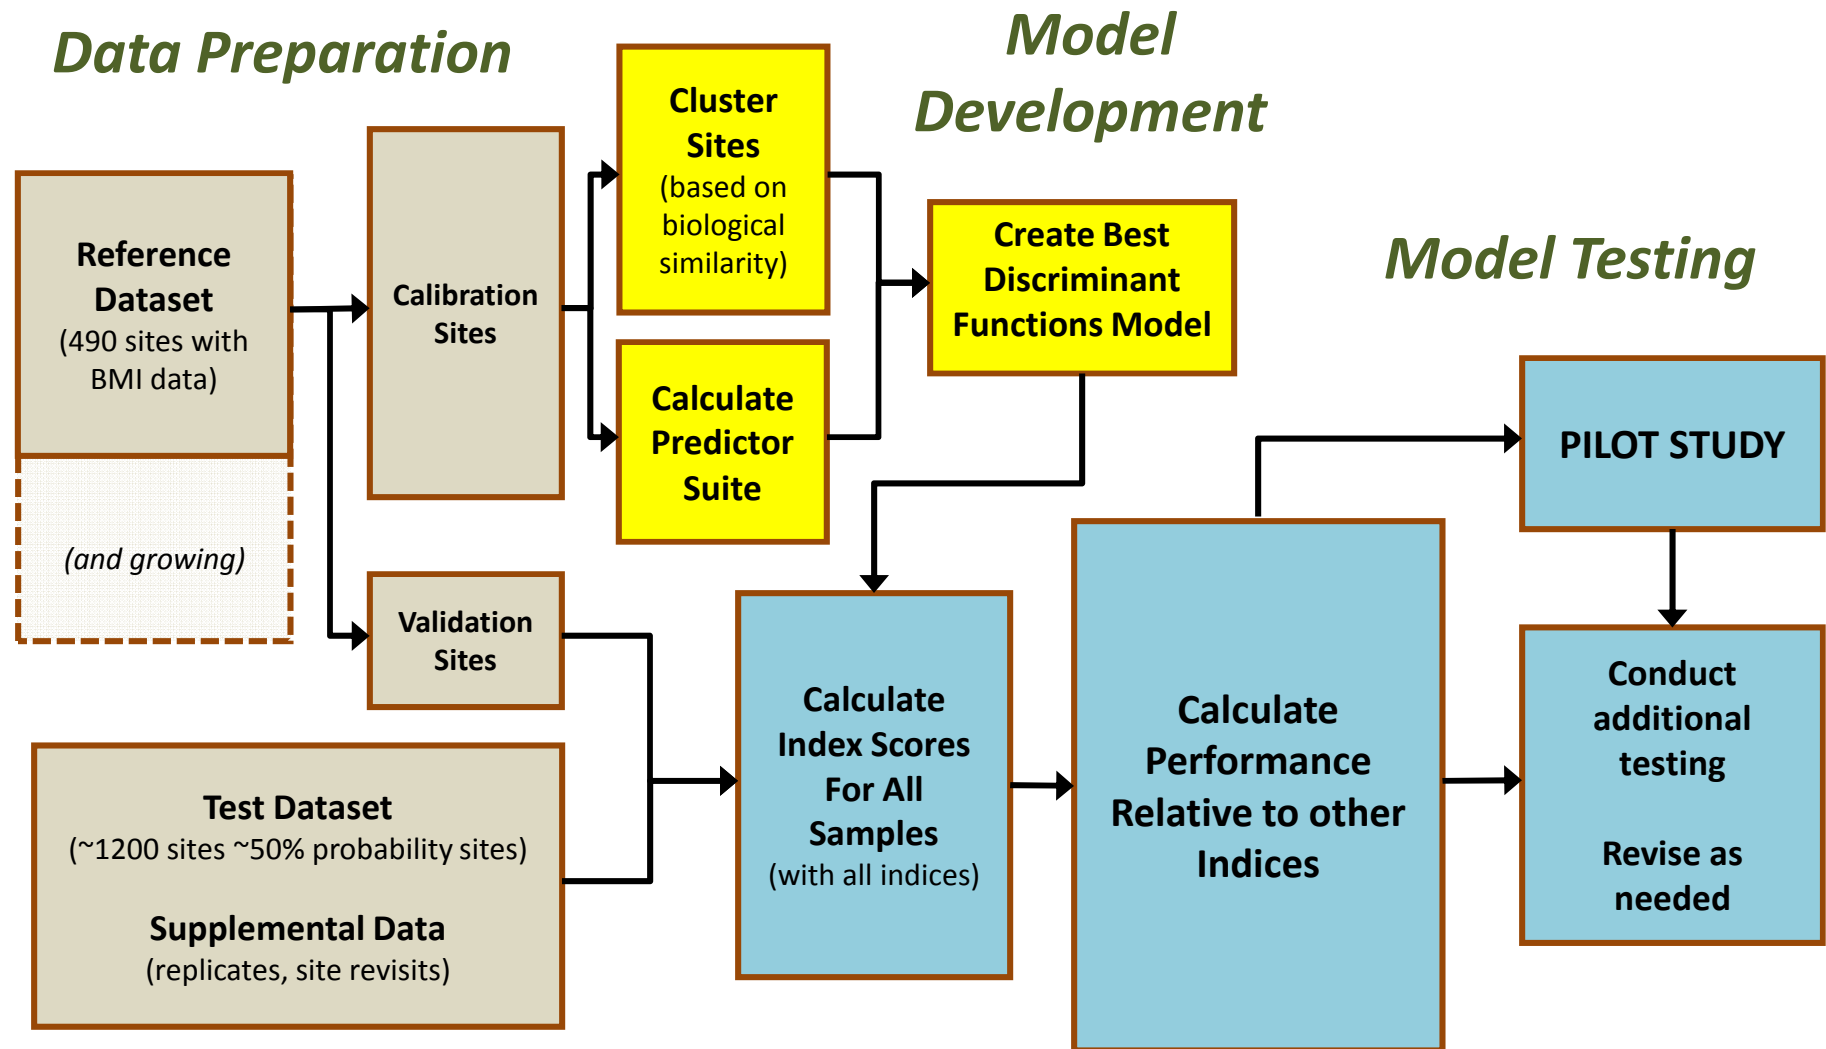 Data Preparation
Model
Development
Model Testing
Reference
Dataset
(490 sites with
BMI data)
(and growing)
Calibration
Sites
Validation
Sites
Test Dataset
(~1200 sites ~50% probability sites)
Supplemental Data
(replicates, site revisits)
Cluster
Sites
(based on
biological
similarity)
Calculate
Predictor
Suite
Create Best
Discriminant
Functions Model
Calculate
Index Scores
For All
Samples
(with all indices)
Calculate
Performance
Relative to other
Indices
PILOT STUDY
Conduct
additional
testing
Revise as
needed